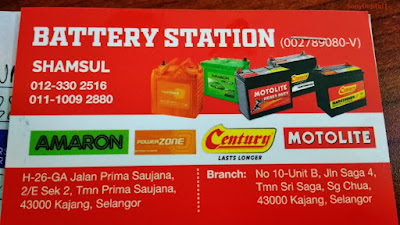 BATTERY STATION (002789080-V)
SHAMSUL
012-330 2516
011-1009 2880
MOTOLITE
AMARON
POWERZONE
Century
LASTS LONGER
MOTOLITE
H-26-GA Jalan Prima Saujana,
2/E Sek 2, Tmn Prima Saujana,
43000 Kajang, Selangor
Branch: No 10-Unit B, Jln Saga 4,
Tmn Sri Saga, Sg Chua,
43000 Kajang, Selangor